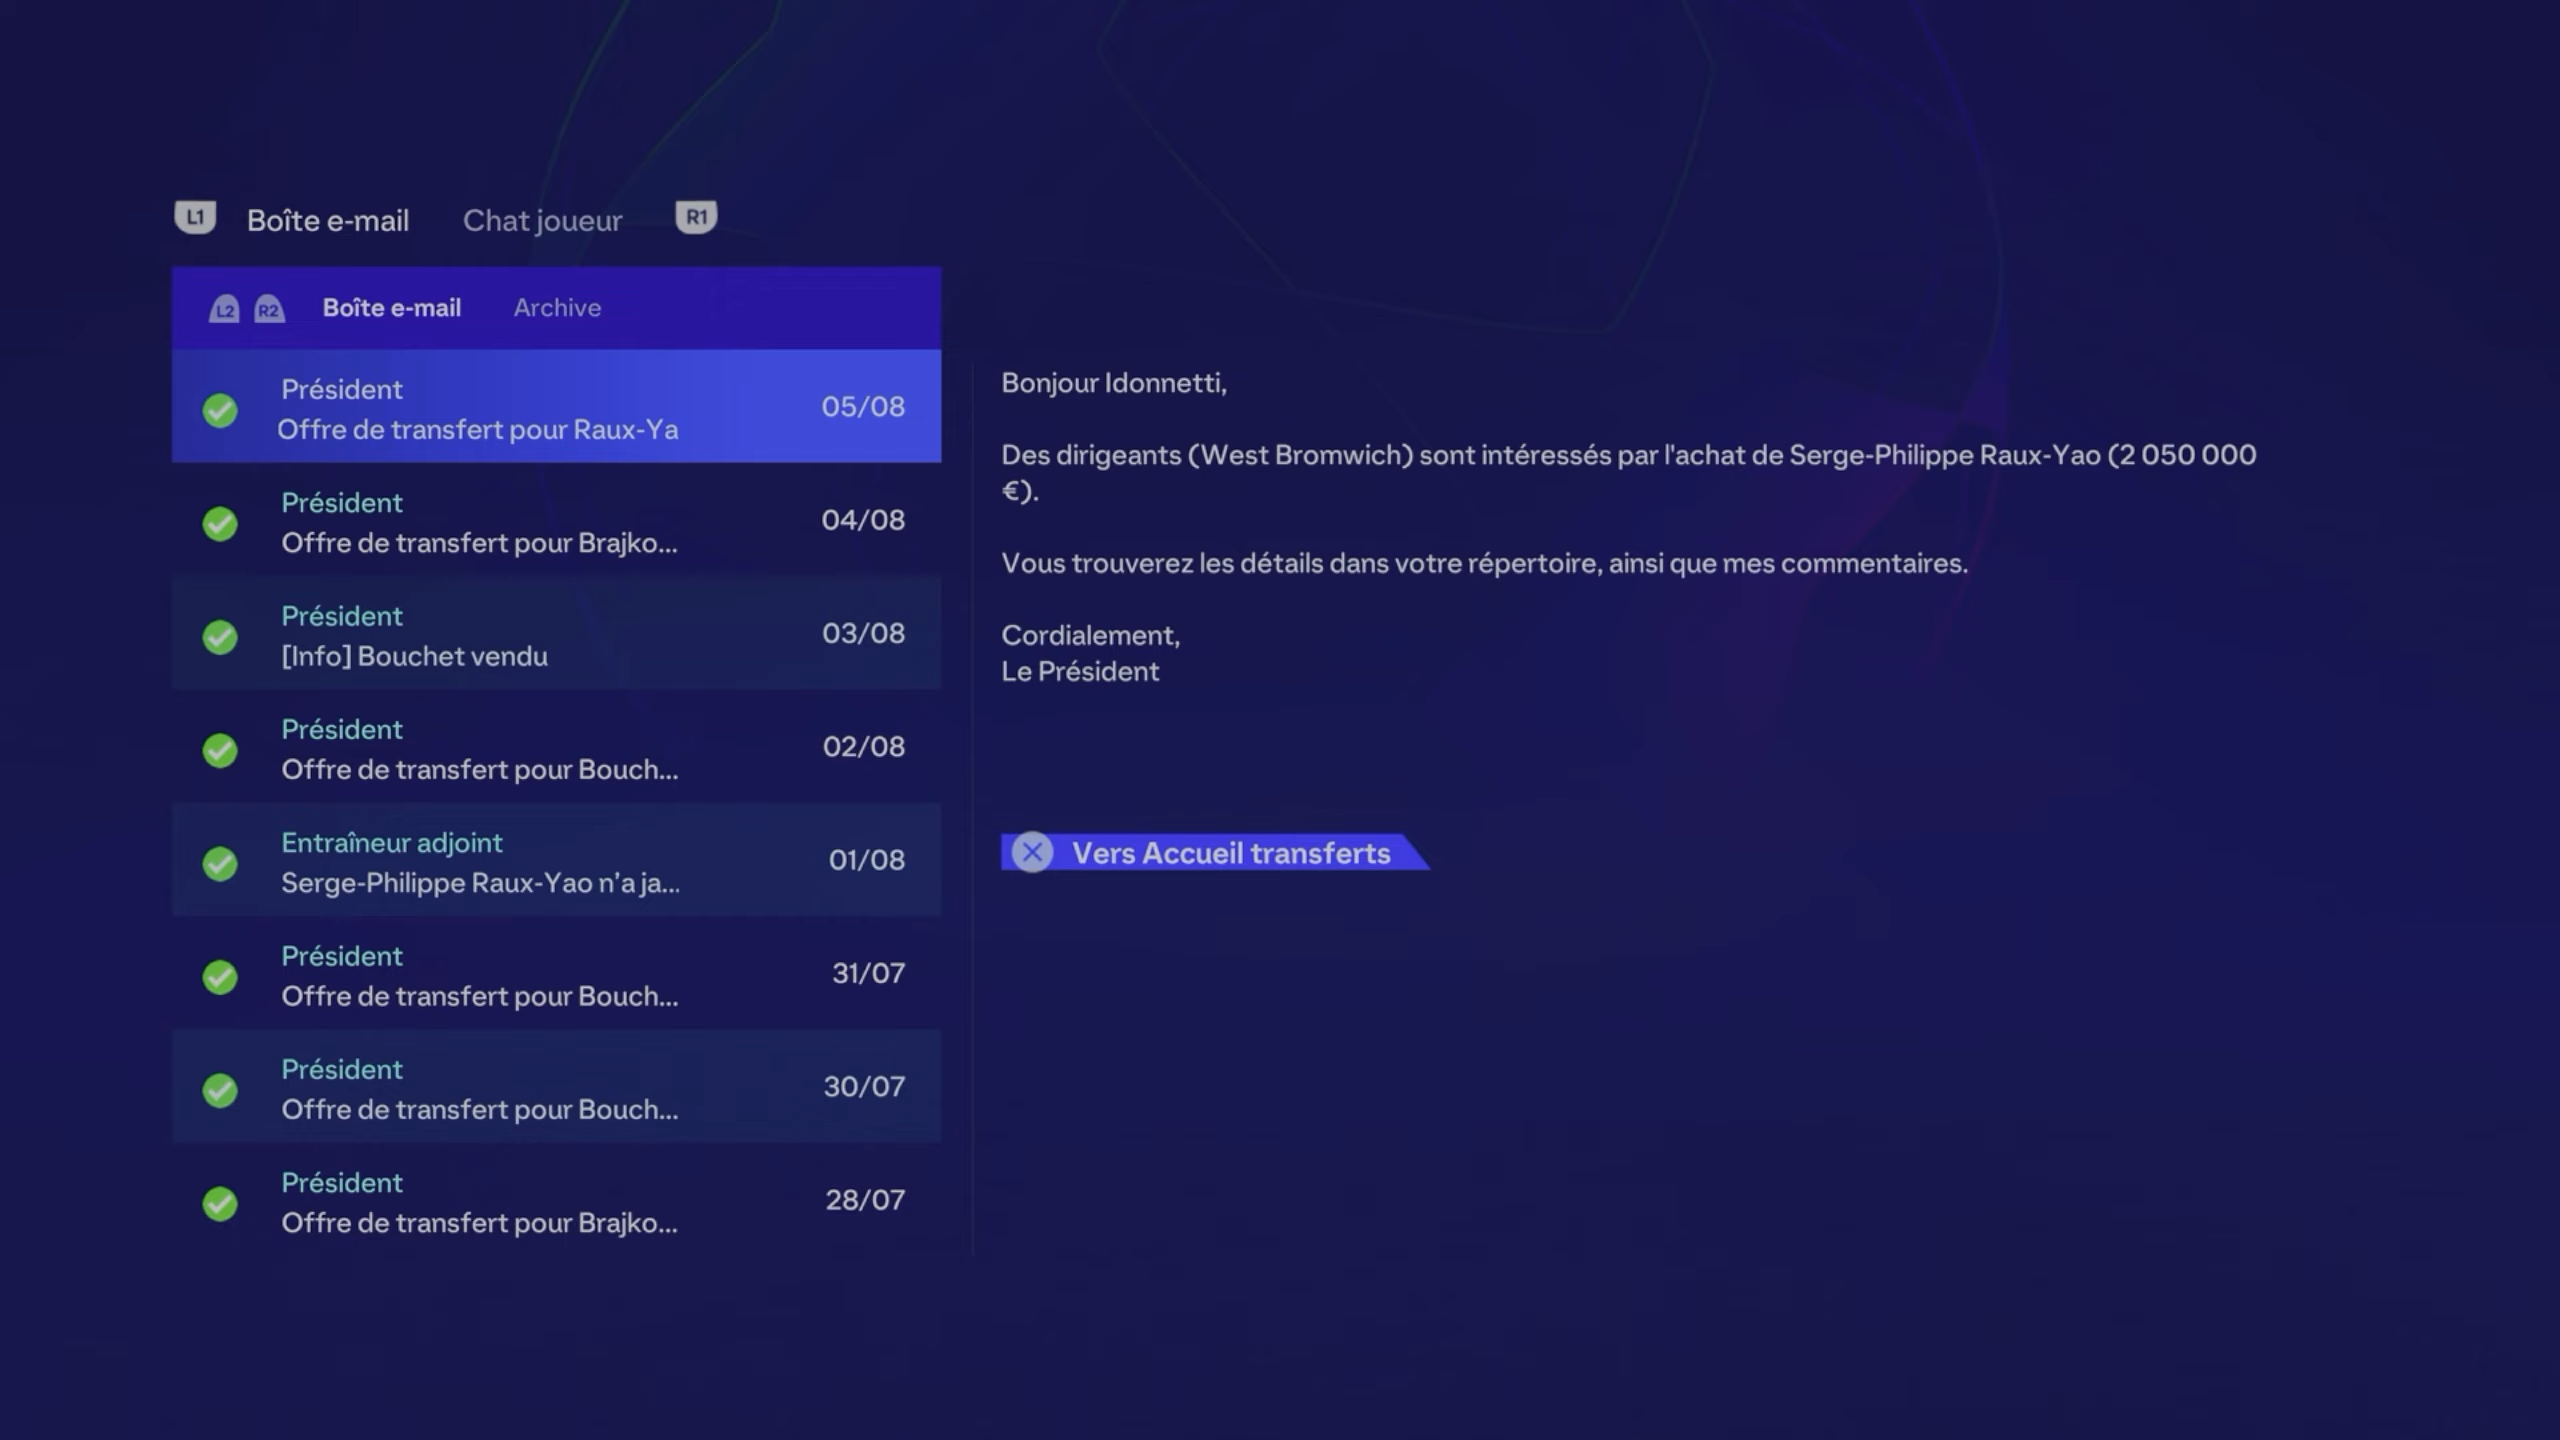 L1 Boîte e-mail Chat joueur R1
L2 R2 Boîte e-mail Archive
Président
Offre de transfert pour Raux-Ya
05/08
Président
Offre de transfert pour Brajko...
04/08
Président
[Info] Bouchet vendu
03/08
Président
Offre de transfert pour Bouch...
02/08
Entraîneur adjoint
Serge-Philippe Raux-Yao n’a ja...
01/08
Président
Offre de transfert pour Bouch...
31/07
Président
Offre de transfert pour Bouch...
30/07
Président
Offre de transfert pour Brajko...
28/07
Bonjour Idonnetti,
Des dirigeants (West Bromwich) sont intéressés par l'achat de Serge-Philippe Raux-Yao (2 050 000
€).
Vous trouverez les détails dans votre répertoire, ainsi que mes commentaires.
Cordialement,
Le Président
Vers Accueil transferts